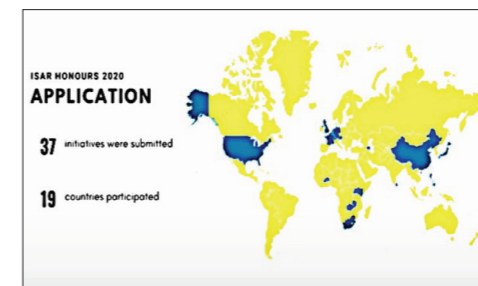 ISAR HONOURS 2020
APPLICATION
37 initiatives were submitted
19 countries participated